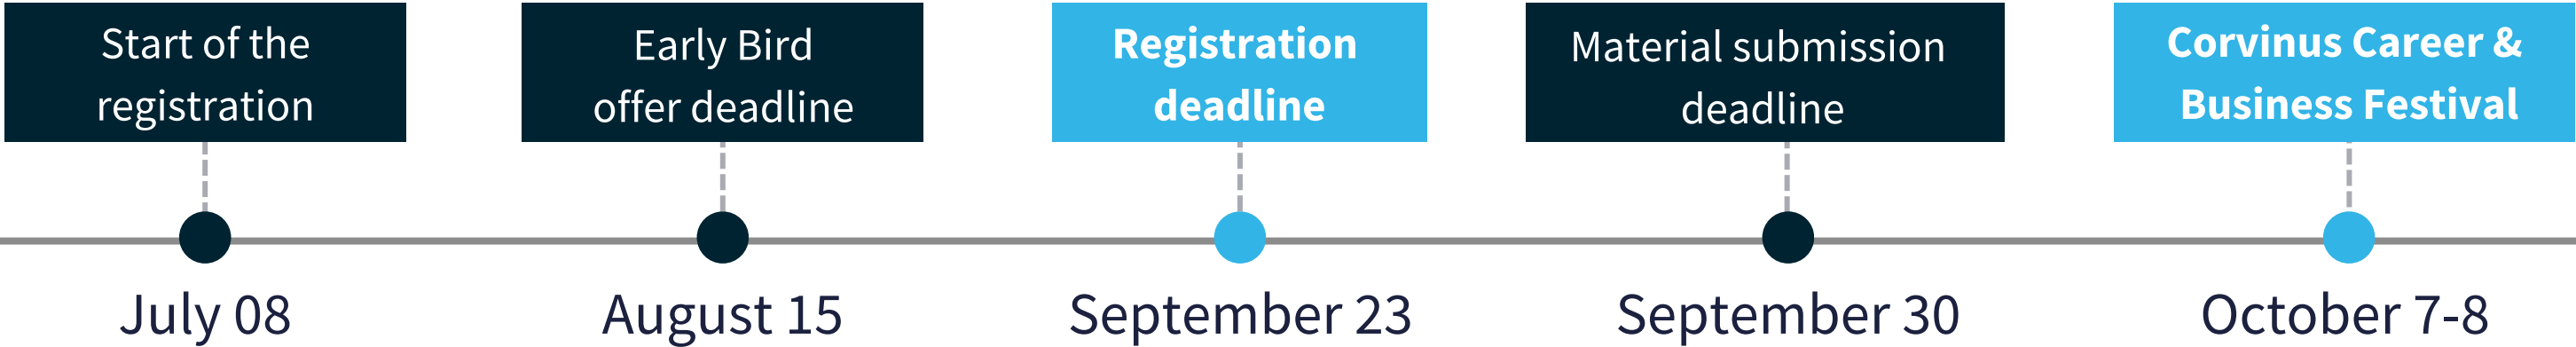 Start of the
registration
Early Bird
offer deadline
Registration
deadline
Material submission
deadline
Corvinus Career &
Business Festival
July 08
August 15
September 23
September 30
October 7-8